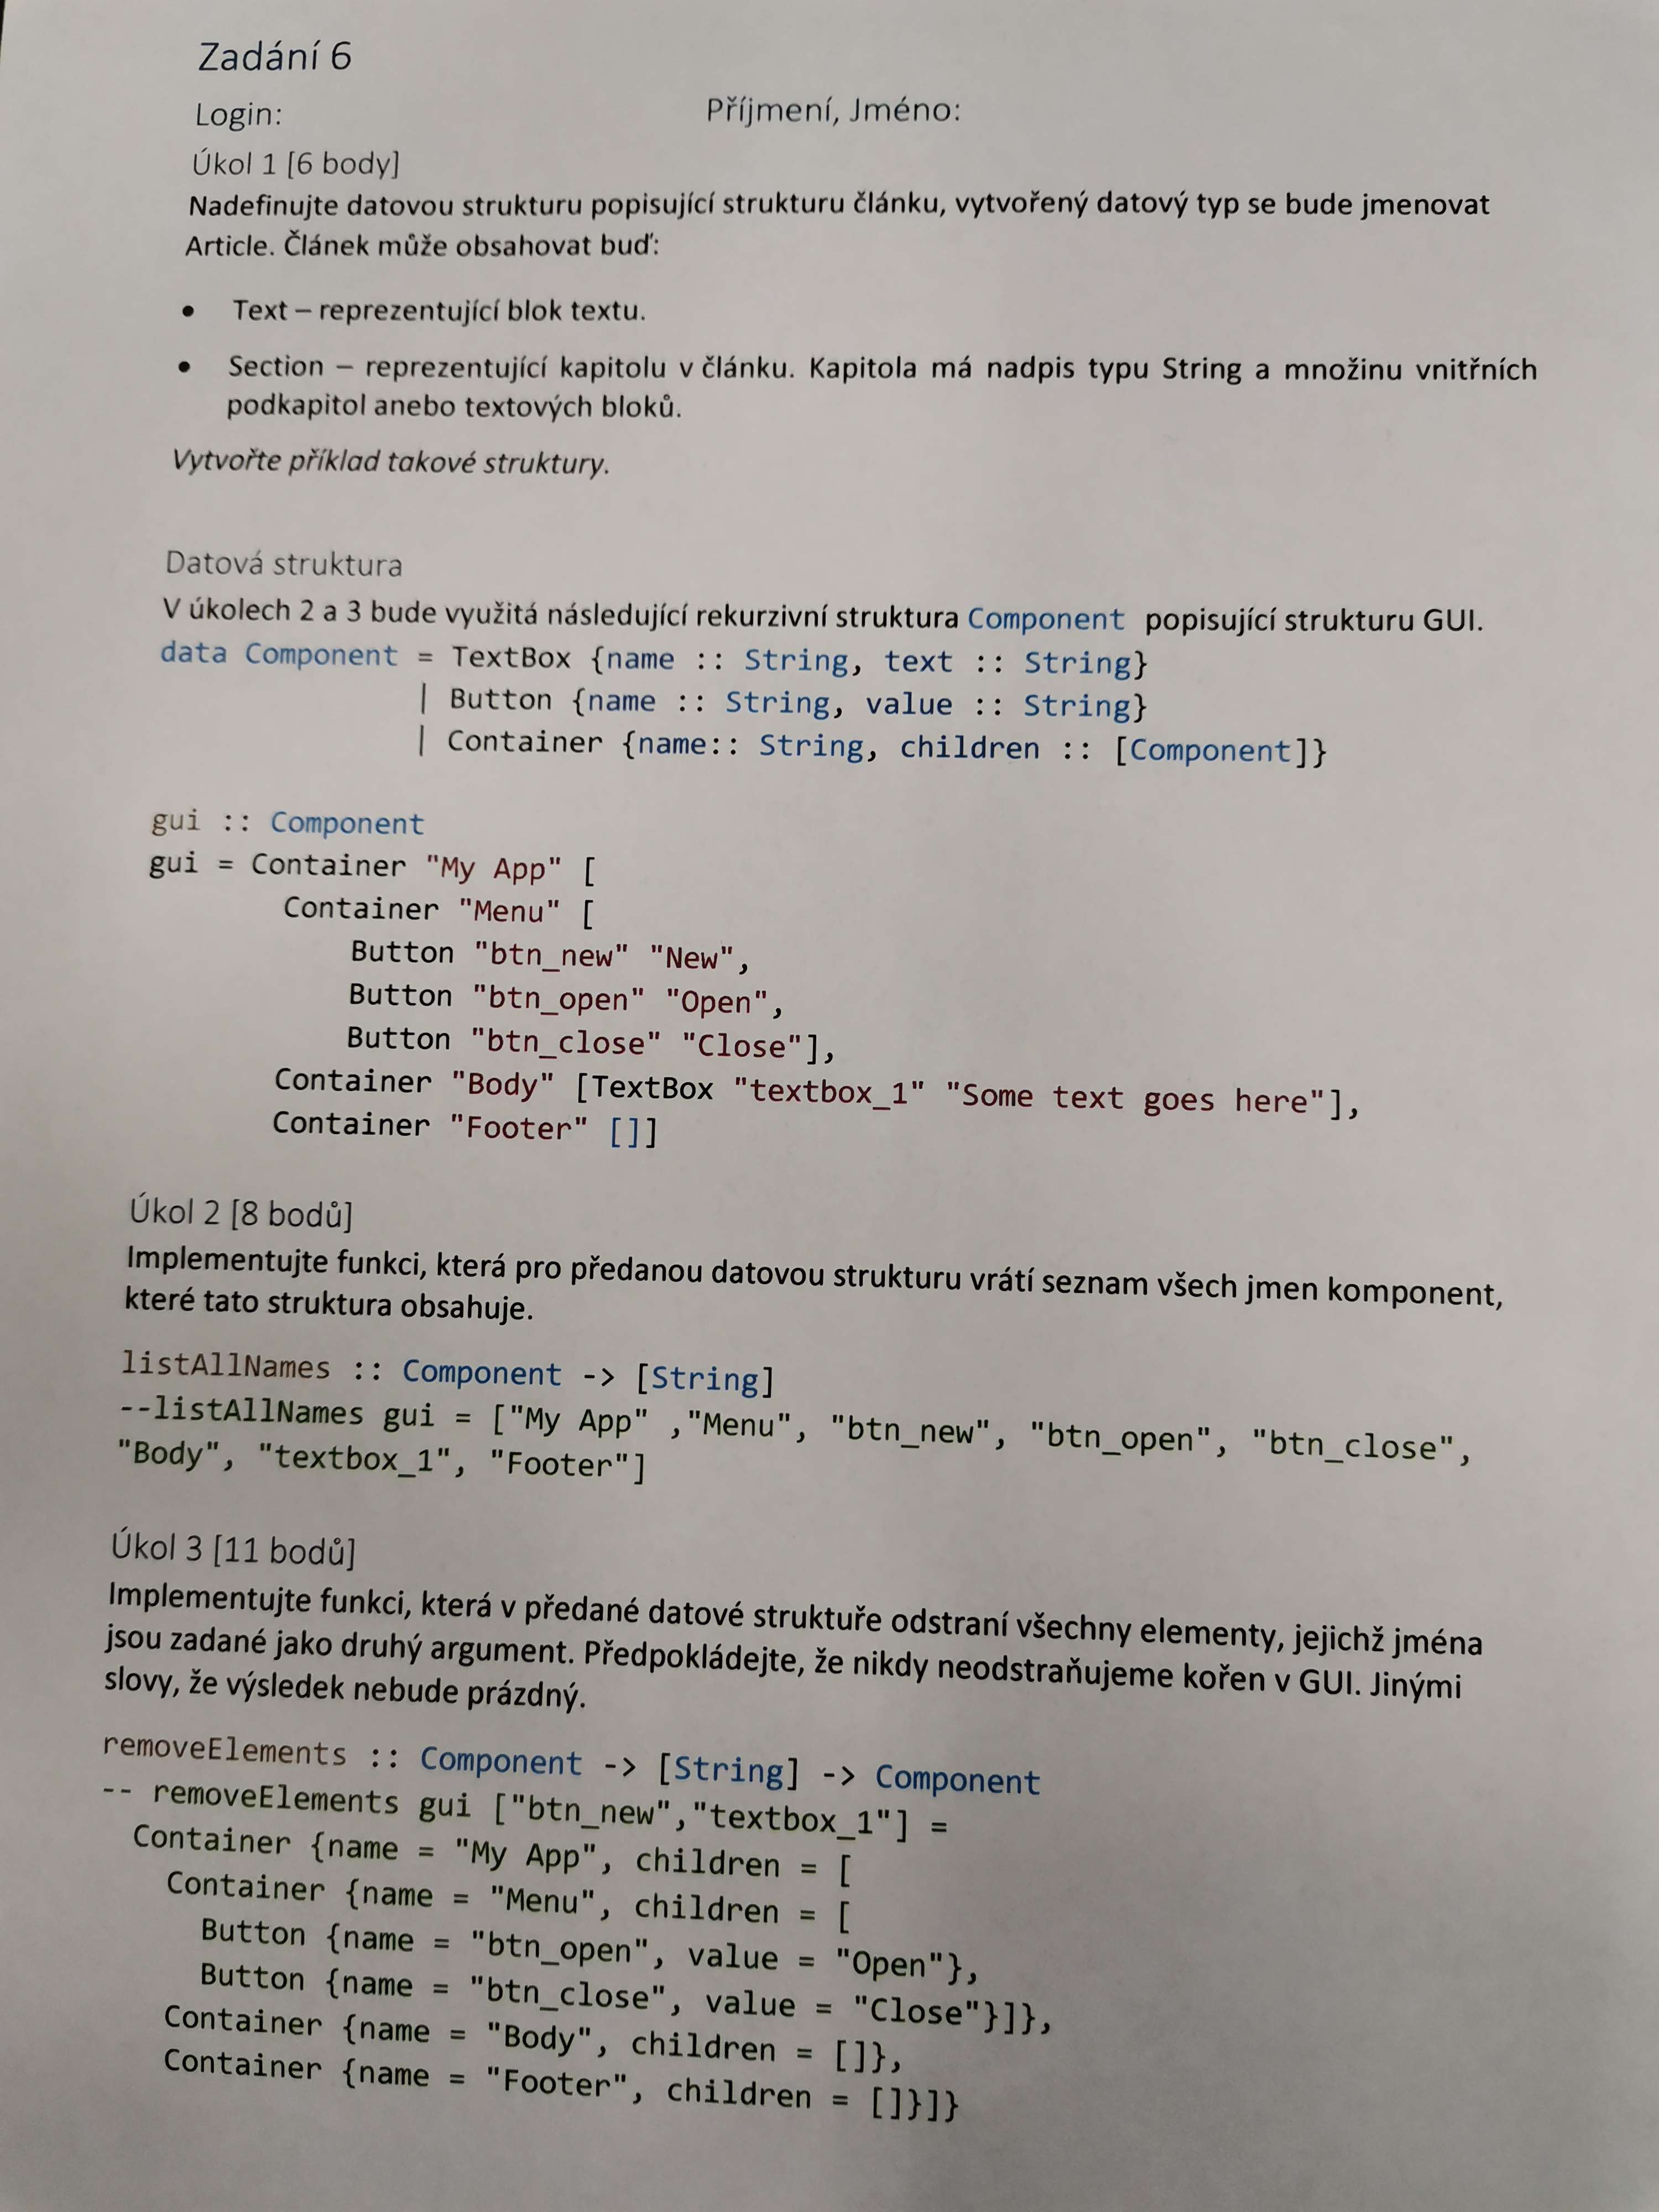 Zadání 6
Login: Příjmení, Jméno:
Úkol 1 [6 body]
Nadefinujte datovou strukturu popisující strukturu článku, vytvořený datový typ se bude jmenovat
Article. Článek může obsahovat buď:
• Text – reprezentující blok textu.
• Section – reprezentující kapitolu v článku. Kapitola má nadpis typu String a množinu vnitřních
podkapitol anebo textových bloků.
Vytvořte příklad takové struktury.
Datová struktura
V úkolech 2 a 3 bude využitá následující rekurzivní struktura Component popisující strukturu GUI.
data Component = TextBox {name :: String, text :: String}
| Button {name :: String, value :: String}
| Container {name:: String, children :: [Component]}
gui :: Component
gui = Container "My App" [
Container "Menu" [
Button "btn_new" "New",
Button "btn_open" "Open",
Button "btn_close" "Close"],
Container "Body" [TextBox "textbox_1" "Some text goes here"],
Container "Footer" []]
Úkol 2 [8 bodů]
Implementujte funkci, která pro předanou datovou strukturu vrátí seznam všech jmen komponent,
které tato struktura obsahuje.
listAllNames :: Component -> [String]
--listAllNames gui = ["My App" ,"Menu", "btn_new", "btn_open", "btn_close",
"Body", "textbox_1", "Footer"]
Úkol 3 [11 bodů]
Implementujte funkci, která v předané datové struktuře odstraní všechny elementy, jejichž jména
jsou zadané jako druhý argument. Předpokládejte, že nikdy neodstraňujeme kořen v GUI. Jinými
slovy, že výsledek nebude prázdný.
removeElements :: Component -> [String] -> Component
-- removeElements gui ["btn_new","textbox_1"] =
Container {name = "My App", children = [
Container {name = "Menu", children = [
Button {name = "btn_open", value = "Open"},
Button {name = "btn_close", value = "Close"}]},
Container {name = "Body", children = []},
Container {name = "Footer", children = []}]}